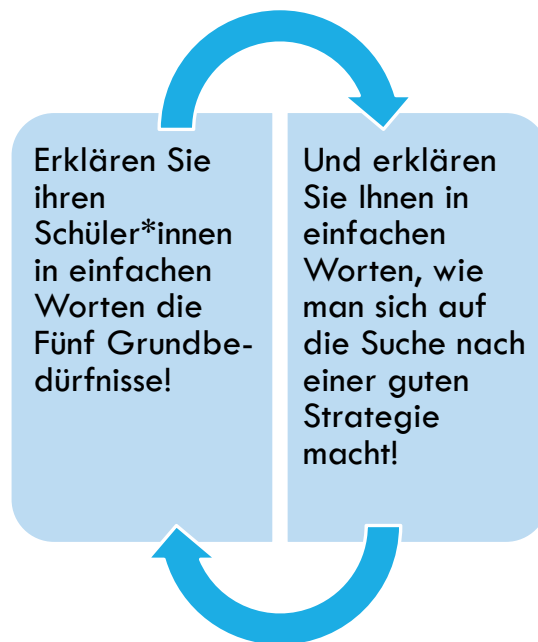 Erklären Sie
ihren
Schüler*innen
in einfachen
Worten die
Fünf Grundbe-
dürfnisse!
Und erklären
Sie Ihnen in
einfachen
Worten, wie
man sich auf
die Suche nach
einer guten
Strategie
macht!